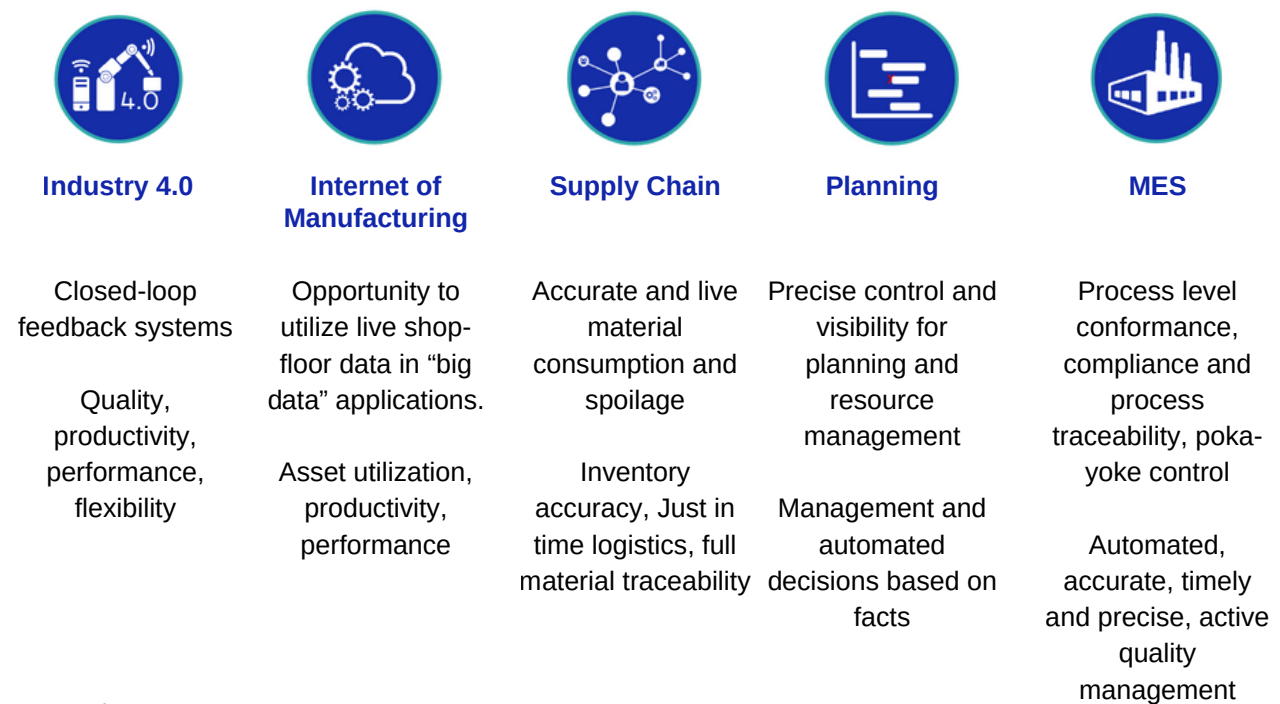 4.0
Industry 4.0
Closed-loop
feedback systems
Quality,
productivity,
performance,
flexibility
Internet of
Manufacturing
Opportunity to
utilize live shop-
floor data in “big
data” applications.
Asset utilization,
productivity,
performance
Supply Chain
Accurate and live
material
consumption and
spoilage
Inventory
accuracy, Just in
time logistics, full
material traceability
Planning
Precise control and
visibility for
planning and
resource
management
Management and
automated
decisions based on
facts
MES
Process level
conformance,
compliance and
process
traceability, poka-
yoke control
Automated,
accurate, timely
and precise, active
quality
management